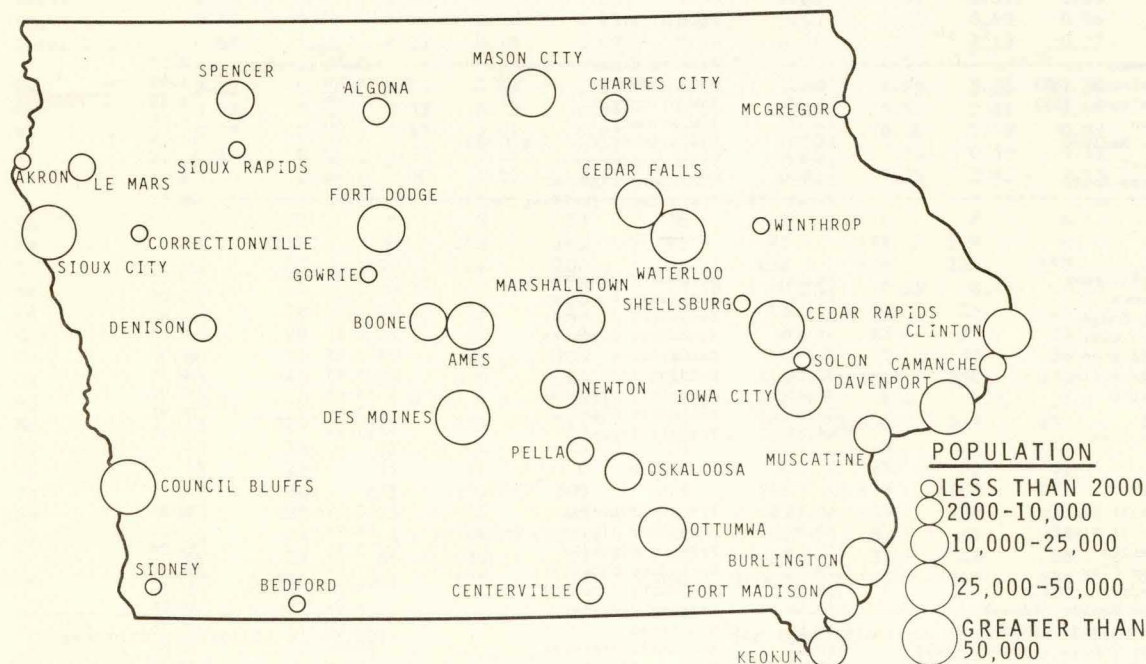 MASON CITY
SPENCER
ALGONA
CHARLES CITY
MCGREGOR
SIOUX RAPIDS
AKRON
LE MARS
CEDAR FALLS
FORT DODGE
WINTHROP
CORRECTIONVILLE
SIOUX CITY
WATERLOO
GOWRIE
MARSHALLTOWN
SHELLSBURG
CEDAR RAPIDS
DENISON
BOONE
CLINTON
AMES
SOLON
CAMANCHE
DAVENPORT
NEWTON
IOWA CITY
DES MOINES
PELLA
MUSCATINE
OSKALOOSA
COUNCIL BLUFFS
OTTUMWA
BURLINGTON
SIDNEY
BEDFORD
CENTERVILLE
FORT MADISON
KEOKUK
POPULATION
LESS THAN 2000
2000-10,000
10,000-25,000
25,000-50,000
GREATER THAN
50,000